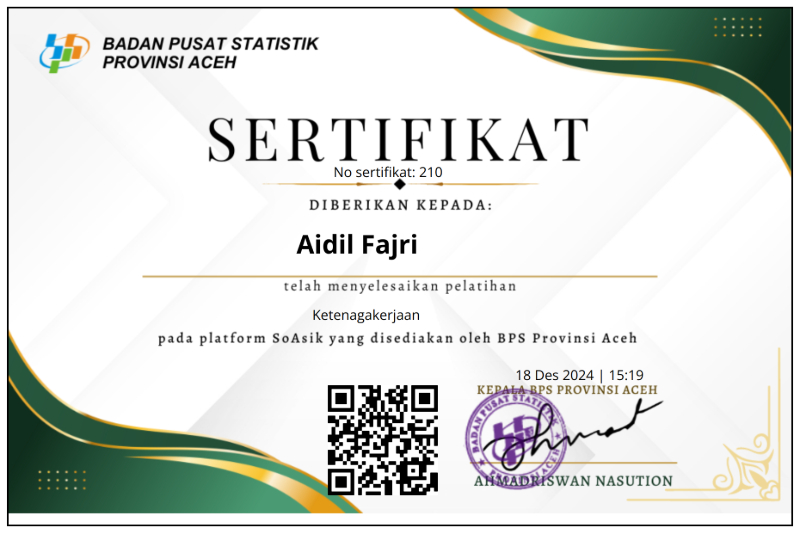 BADAN PUSAT STATISTIK
PROVINSI ACEH
SERTIFIKAT
No sertifikat: 210
DIBERIKAN KEPADA:
Aidil Fajri
telah menyelesaikan pelatihan
Ketenagakerjaan
pada platform SoAsik yang disediakan oleh BPS Provinsi Aceh
18 Des 2024 | 15:19
KEPALA BPS PROVINSI ACEH
BADAN PUSAT STATISTIK
PROVINSI ACEH
AHMADRISWAN NASUTION